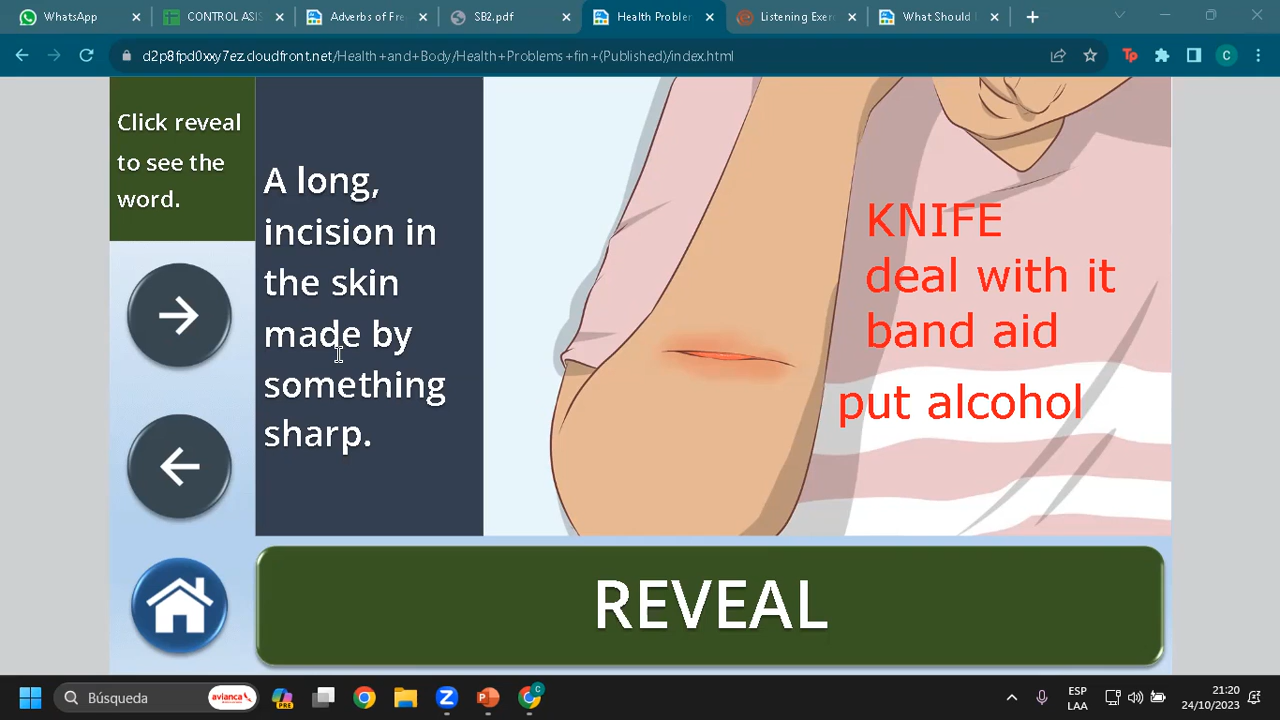 WhatsApp
CONTROL ASIS
Adverbs of Fre
SB2.pdf
Health Probler
Listening Exer
What Should
d2p8fpd0xxy7ez.cloudfront.net/Health+and+Body/Health+Problems+fin+(Published)/index.html
Click reveal
to see the
word.
A long,
incision in
the skin
made by
something
sharp.
KNIFE
deal with it
band aid
put alcohol
REVEAL
Búsqueda
avianca
PRE
ESP
LAA
21:20
24/10/2023